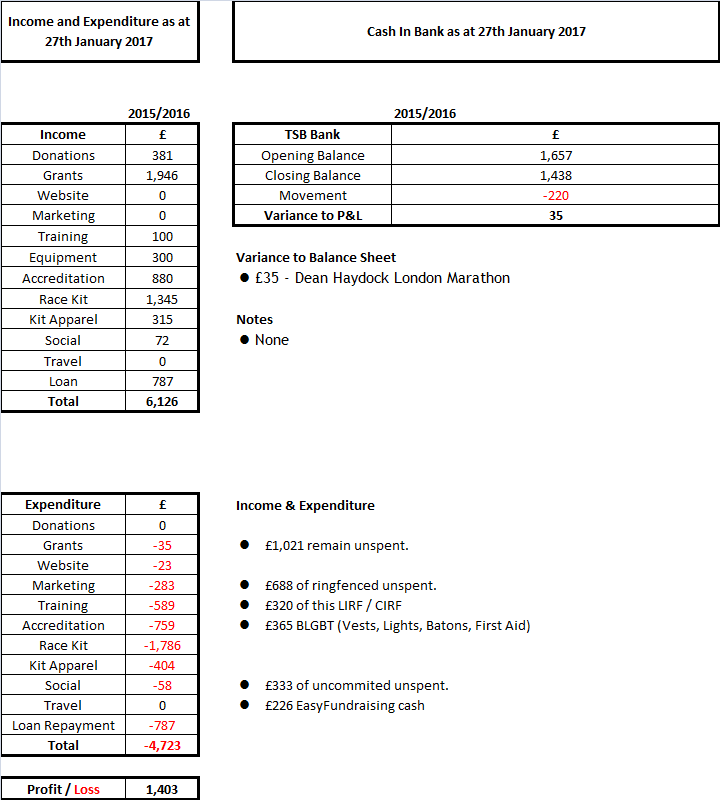 Income and Expenditure as at
27th January 2017
Cash In Bank as at 27th January 2017
2015/2016
Income £
Donations 381
Grants 1,946
Website 0
Marketing 0
Training 100
Equipment 300
Accreditation 880
Race Kit 1,345
Kit Apparel 315
Social 72
Travel 0
Loan 787
Total 6,126
2015/2016
TSB Bank £
Opening Balance 1,657
Closing Balance 1,438
Movement -220
Variance to P&L 35
Variance to Balance Sheet
● £35 - Dean Haydock London Marathon
Notes
● None
Expenditure £
Donations 0
Grants -35
Website -23
Marketing -283
Training -589
Accreditation -759
Race Kit -1,786
Kit Apparel -404
Social -58
Travel 0
Loan Repayment -787
Total -4,723
Income & Expenditure
● £1,021 remain unspent.
● £688 of ringfenced unspent.
● £320 of this LIRF / CIRF
● £365 BLGBT (Vests, Lights, Batons, First Aid)
● £333 of uncommited unspent.
● £226 EasyFundraising cash
Profit / Loss 1,403